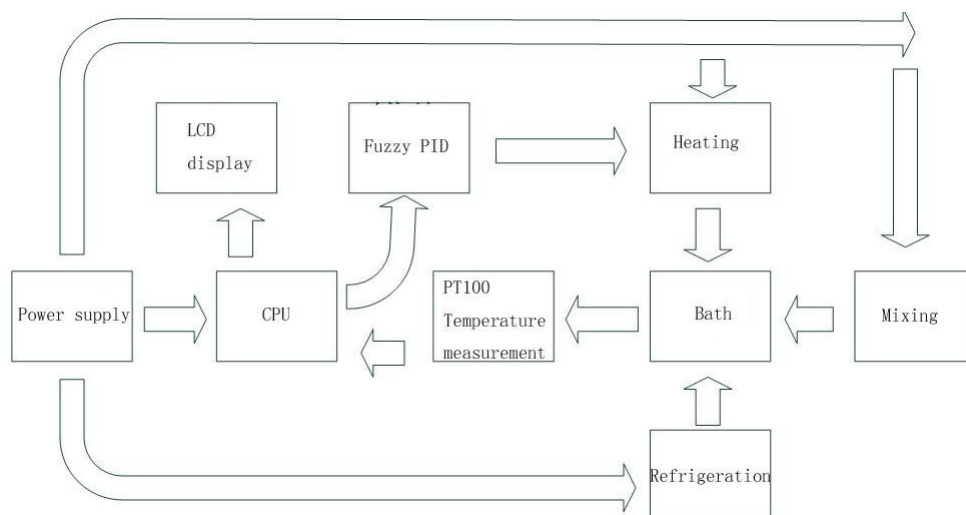 LCD
display
Fuzzy PID
Heating
Power supply
CPU
PT100
Temperature
measurement
Bath
Mixing
Refrigeration